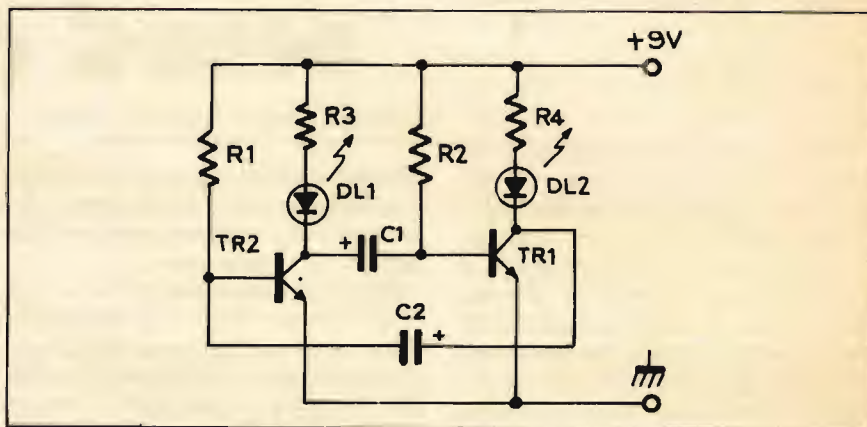 +9V
R3
R4
R1
R2
DL1
DL2
TR2
+
C1
TR1
C2
+